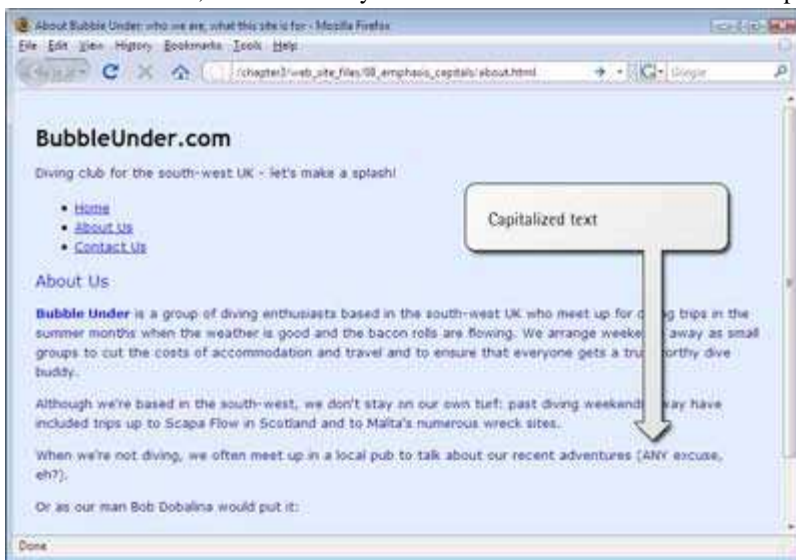 About Bubble Under: who we are, what this site is for - Mozilla Firefox
File Edit View History Bookmarks Tools Help
/chapter3/web_site_files/08_emphasis_capitals/about.html
Google
BubbleUnder.com
Diving club for the south-west UK - let's make a splash!
Home
About Us
Contact Us
Capitalized text
About Us
Bubble Under is a group of diving enthusiasts based in the south-west UK who meet up for diving trips in the
summer months when the weather is good and the bacon rolls are flowing. We arrange weekends away as small
groups to cut the costs of accommodation and travel and to ensure that everyone gets a trustworthy dive
buddy.
Although we're based in the south-west, we don't stay on our own turf: past diving weekends away have
included trips up to Scapa Flow in Scotland and to Malta's numerous wreck sites.
When we're not diving, we often meet up in a local pub to talk about our recent adventures (ANY excuse,
eh?).
Or as our man Bob Dobalina would put it:
Done